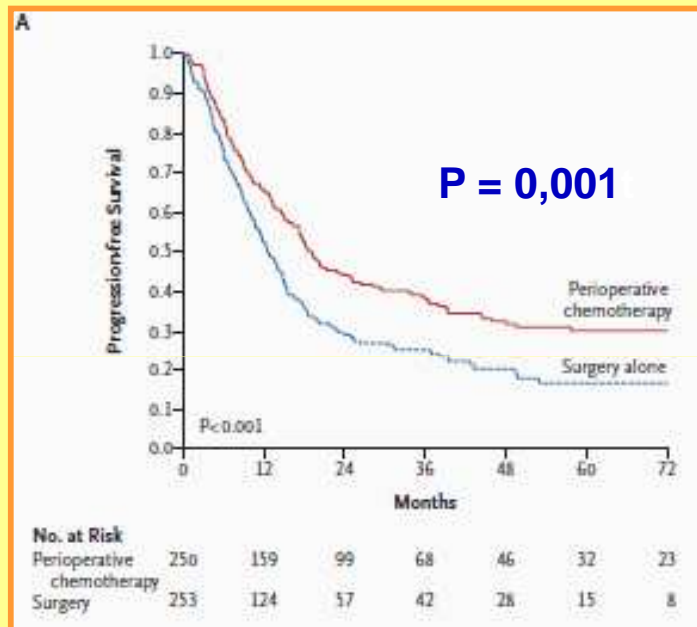 A
1.0
0.9
0.8
0.7
0.6
0.5
0.4
0.3
0.2
0.1
0.0
Progression-free Survival
P = 0,001
Perioperative
chemotherapy
Surgery alone
P<0.001
0 12 24 36 48 60 72
Months
No. at Risk
Perioperative 250 159 99 68 46 32 23
chemotherapy
Surgery 253 124 57 42 28 15 8